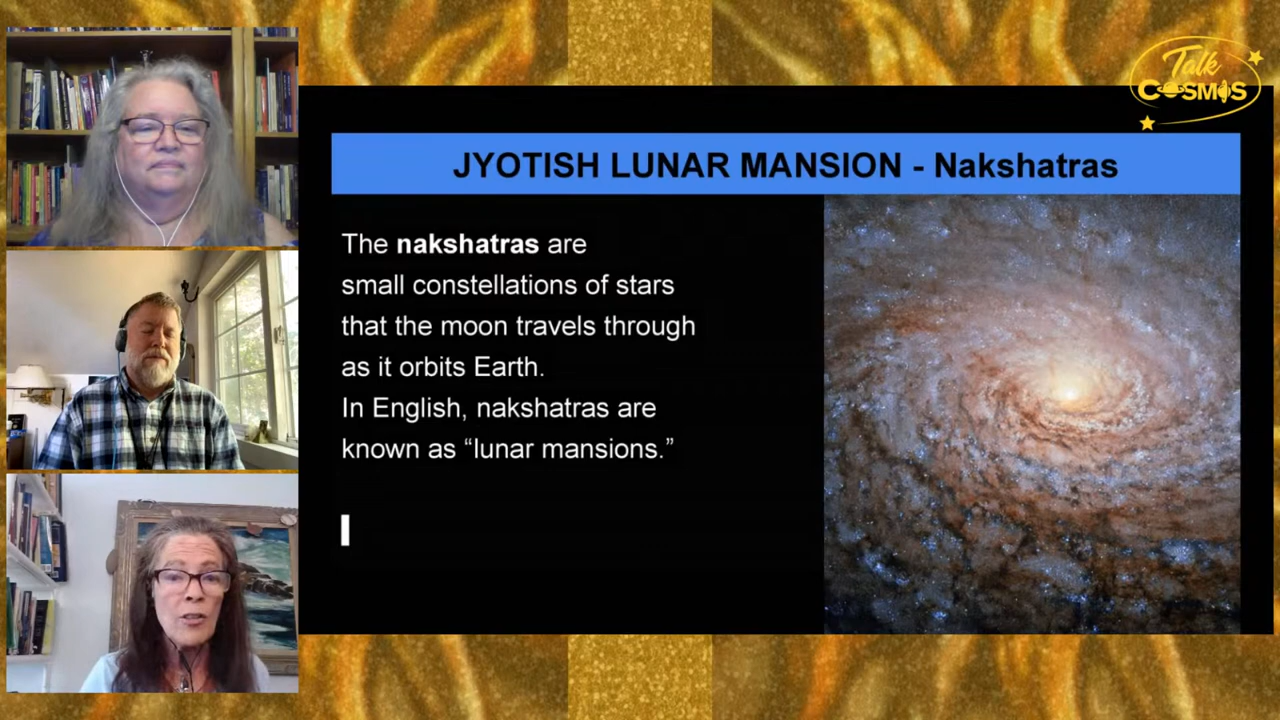 Talk
COSMOS
JYOTISH LUNAR MANSION - Nakshatras
The nakshatras are
small constellations of stars
that the moon travels through
as it orbits Earth.
In English, nakshatras are
known as “lunar mansions.”